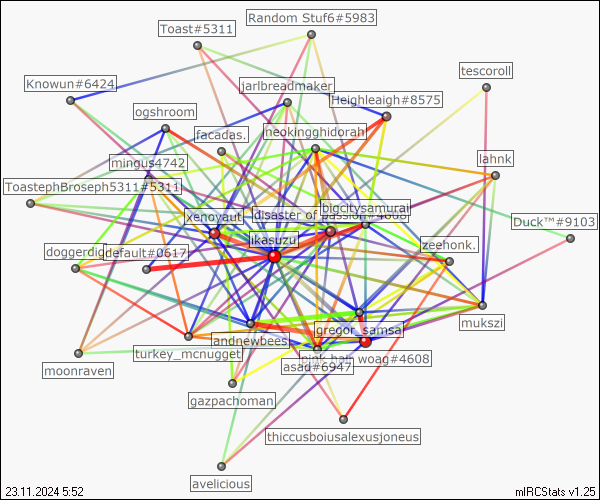 Random Stuf6#5983
Toast#5311
tescoroll
Knowun#6424
jarlbreadmaker
Heighleaigh#8575
ogshroom
facadas.
neokingghidorah
mingus4742
lahnk
ToastephBroseph5311#5311
bigcitysamurai
xenoyaut
disaster of passion#4088
Duck™#9103
ikasuzu
zeehonk.
doggerdig
default#0617
mukszi
gregor_samsa
andnewbees
turkey_mcnugget
pink hair woag#4608
asad#6947
moonraven
gazpachoman
thiccusboiusalexusjoneus
avelicious
23.11.2024 5:52
mIRCStats v1.25